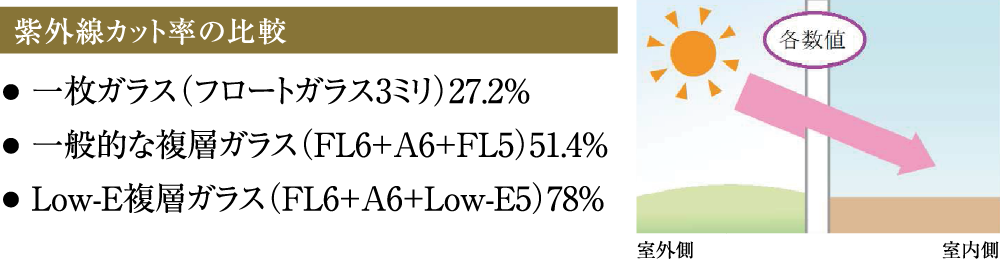 紫外線カット率の比較
● 一枚ガラス(フロートガラス3ミリ)27.2%
● 一般的な複層ガラス(FL6+A6+FL5)51.4%
● Low-E複層ガラス(FL6+A6+Low-E5)78%
各数値
室外側
室内側